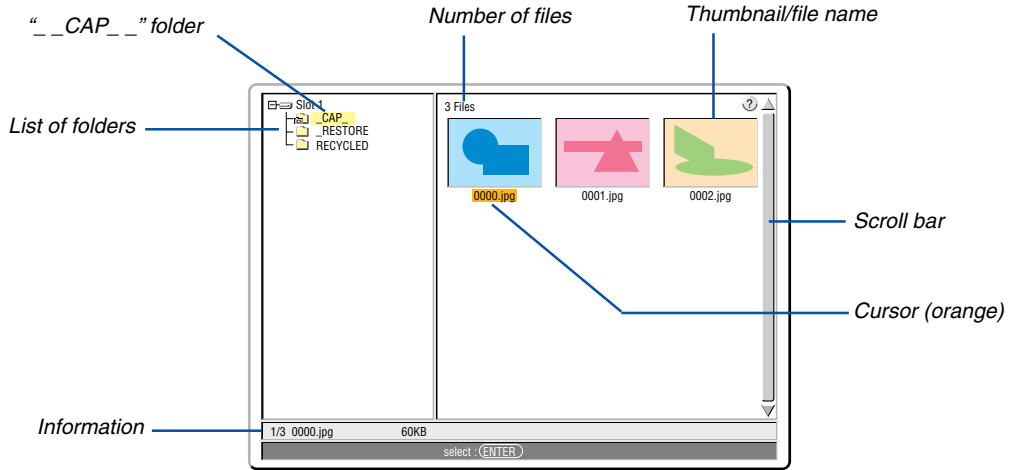 “_ _CAP_ _” folder
Number of files
Thumbnail/file name
List of folders
Slot 1
_CAP_
_RESTORE
RECYCLED
3 Files
?
0000.jpg
0001.jpg
0002.jpg
Scroll bar
Cursor (orange)
Information
1/3 0000.jpg 60KB
select : ENTER